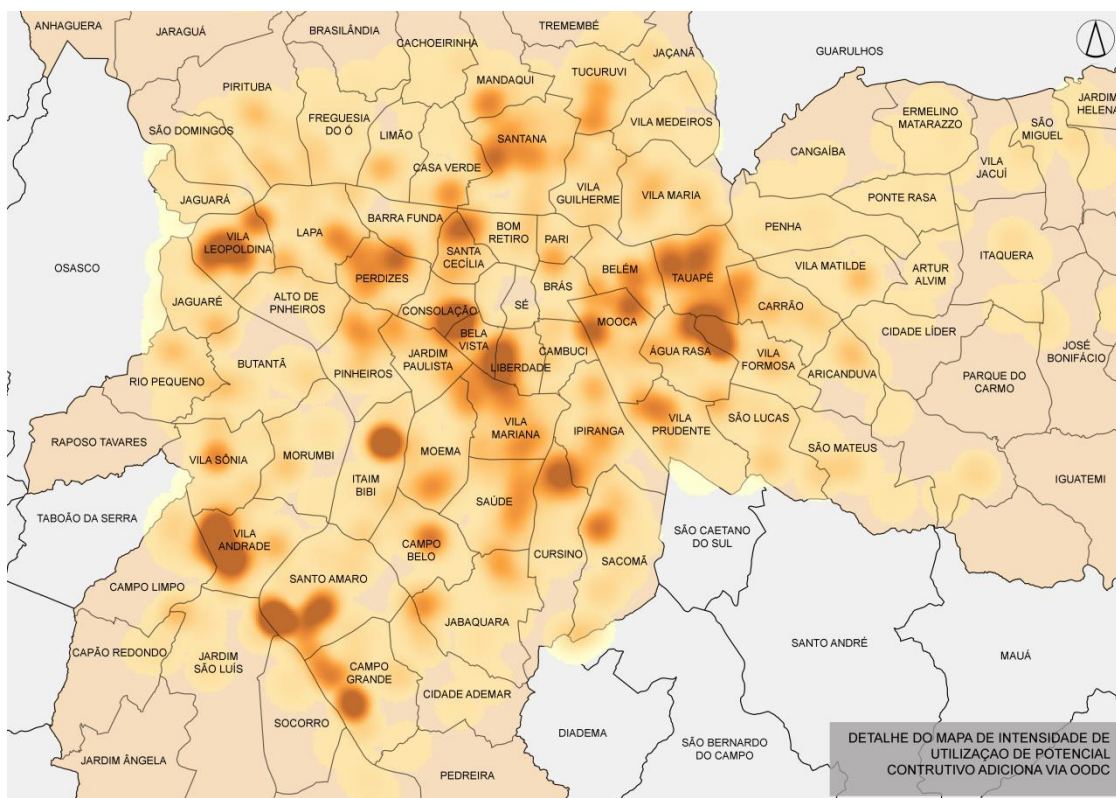 ANHAGUERA
JARAGUÁ
BRASILÂNDIA
CACHOEIRINHA
TREMEMBÉ
JAÇANÃ
GUARULHOS
PIRITUBA
MANDAQUI
TUCURUVI
JARDIM
HELENA
SÃO DOMINGOS
FREGUESIA
DO Ó
LIMÃO
SANTANA
VILA MEDEIROS
ERMELINO
MATARAZZO
SÃO
MIGUEL
CANGAÍBA
CASA VERDE
VILA
JACUÍ
JAGUARÁ
VILA
GUILHERME
VILA MARIA
PONTE RASA
BARRA FUNDA
BOM
RETIRO
PENHA
LAPA
VILA
LEOPOLDINA
PARI
OSASCO
SANTA
CECÍLIA
PERDIZES
BELÉM
TAUAPÉ
VILA MATILDE
ARTUR
ALVIM
ITAQUERA
JAGUARÉ
ALTO DE
PNHEIROS
BRÁS
SÉ
CONSOLAÇÃO
CARRÃO
MOOCA
CIDADE LÍDER
BELA
VISTA
JOSÉ
BONIFÁCIO
BUTANTÃ
JARDIM
PAULISTA
CAMBUCI
ÁGUA RASA
VILA
FORMOSA
LIBERDADE
PINHEIROS
ARICANDUVA
PARQUE DO
CARMO
RIO PEQUENO
SÃO LUCAS
VILA
MARIANA
IPIRANGA
VILA
PRUDENTE
RAPOSO TAVARES
VILA SÔNIA
MORUMBI
MOEMA
SÃO MATEUS
ITAIM
BIBI
IGUATEMI
SAÚDE
TABOÃO DA SERRA
SÃO CAETANO
DO SUL
VILA
ANDRADE
CAMPO
BELO
CURSINO
SACOMÃ
CAMPO LIMPO
SANTO AMARO
JABAQUARA
SANTO ANDRÉ
MAUÁ
CAPÃO REDONDO
JARDIM
SÃO LUÍS
CAMPO
GRANDE
CIDADE ADEMAR
SOCORRO
DIADEMA
SÃO BERNARDO
DO CAMPO
JARDIM ÂNGELA
PEDREIRA
DETALHE DO MAPA DE INTENSIDADE DE
UTILIZAÇAO DE POTENCIAL
CONTRUTIVO ADICIONA VIA OODC